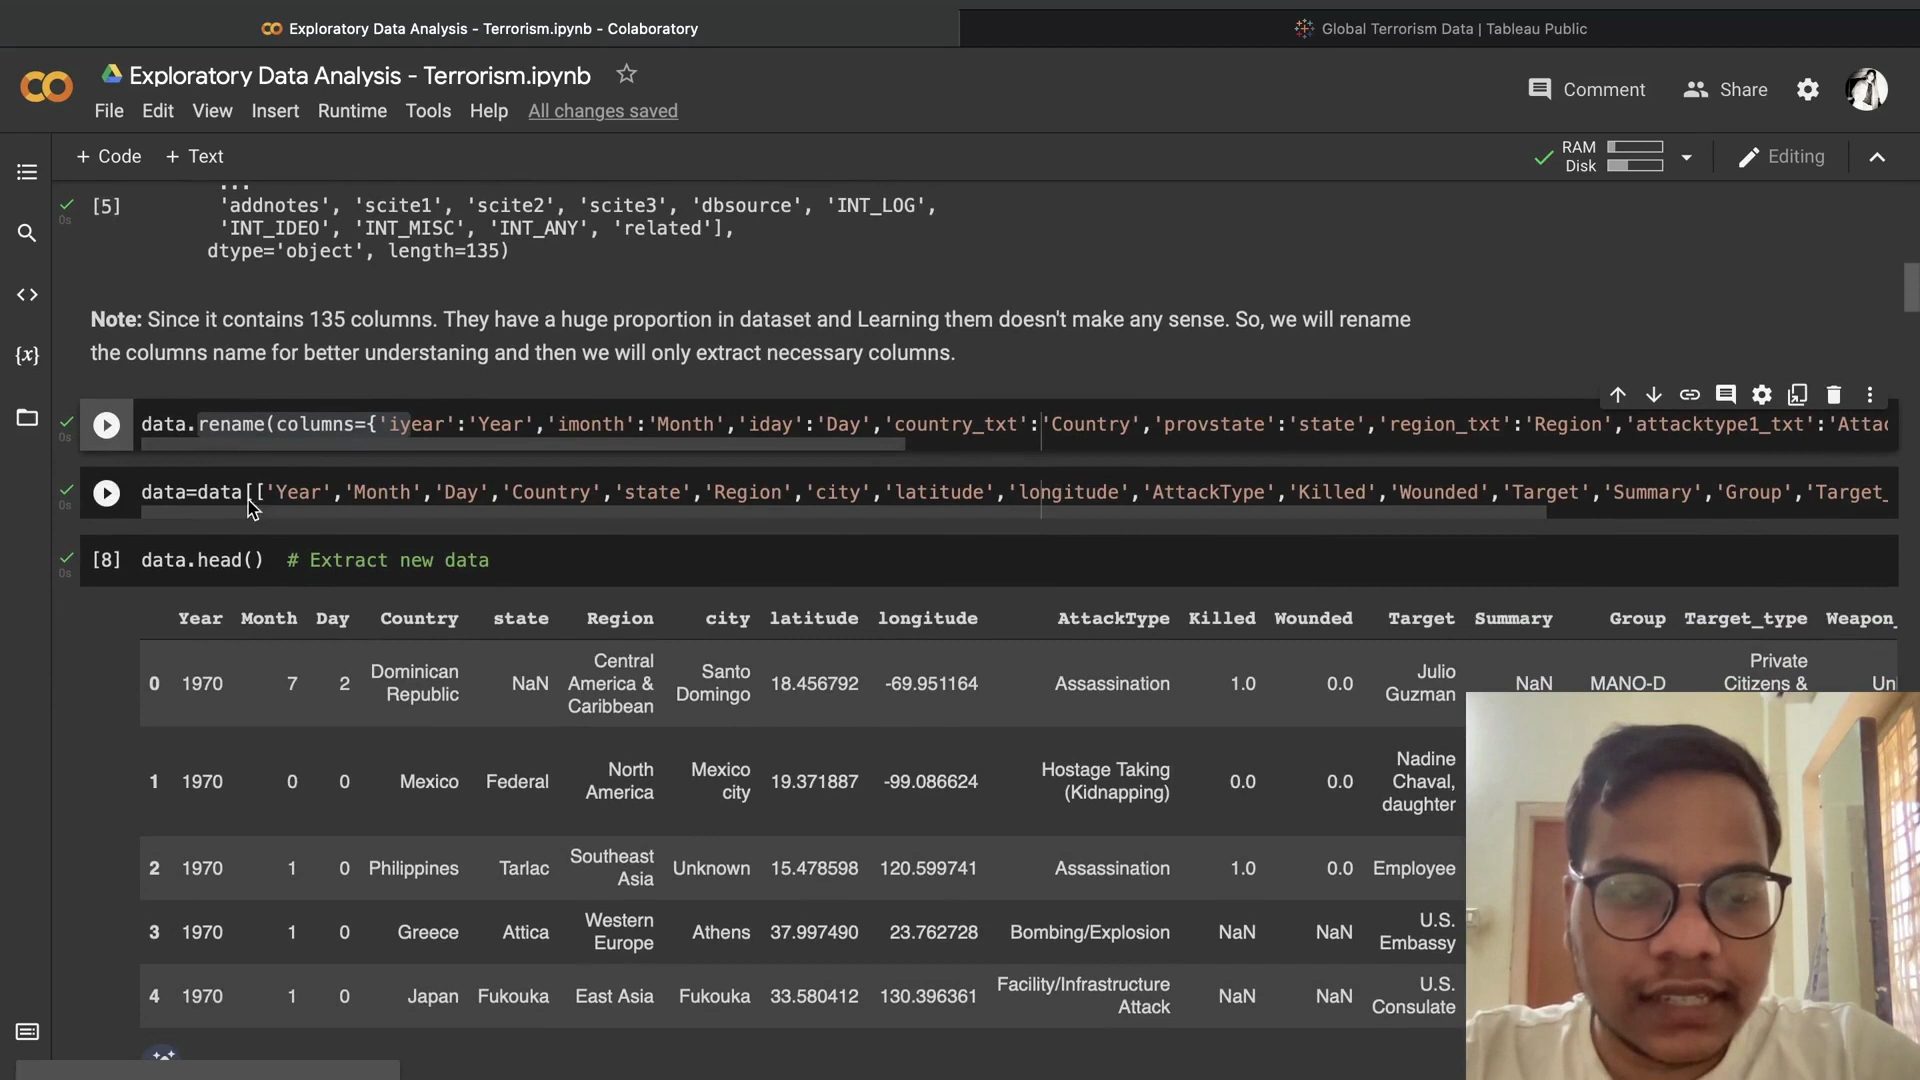 Exploratory Data Analysis - Terrorism.ipynb - Colaboratory
Global Terrorism Data | Tableau Public
Exploratory Data Analysis - Terrorism.ipynb
Comment
Share
File Edit View Insert Runtime Tools Help All changes saved
+ Code + Text
RAM
Disk
Editing
...
[5] 'addnotes', 'scite1', 'scite2', 'scite3', 'dbsource', 'INT_LOG',
0s
'INT_IDEO', 'INT_MISC', 'INT_ANY', 'related'],
dtype='object', length=135)
Note: Since it contains 135 columns. They have a huge proportion in dataset and Learning them doesn't make any sense. So, we will rename
the columns name for better understaning and then we will only extract necessary columns.
data.rename(columns={'iyear':'Year','imonth':'Month','iday':'Day','country_txt':'Country','provstate':'state','region_txt':'Region','attacktype1_txt':'Attac
0s
data=data[['Year','Month','Day','Country','state','Region','city','latitude','longitude','AttackType','Killed','Wounded','Target','Summary','Group','Target_
0s
[8] data.head() # Extract new data
0s
Year Month Day Country state Region city latitude longitude AttackType Killed Wounded Target Summary Group Target_type Weapon_
0 1970 7 2 Dominican Republic NaN Central America & Caribbean Santo Domingo 18.456792 -69.951164 Assassination 1.0 0.0 Julio Guzman NaN MANO-D Private Citizens &
1 1970 0 0 Mexico Federal North America Mexico city 19.371887 -99.086624 Hostage Taking (Kidnapping) 0.0 0.0 Nadine Chaval, daughter
2 1970 1 0 Philippines Tarlac Southeast Asia Unknown 15.478598 120.599741 Assassination 1.0 0.0 Employee
3 1970 1 0 Greece Attica Western Europe Athens 37.997490 23.762728 Bombing/Explosion NaN NaN U.S. Embassy
4 1970 1 0 Japan Fukouka East Asia Fukouka 33.580412 130.396361 Facility/Infrastructure Attack NaN NaN U.S. Consulate